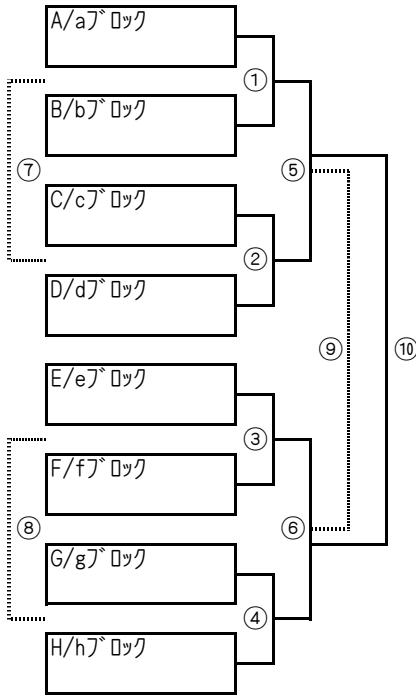 A/aﾌﾞﾛｯｸ
①
B/bﾌﾞﾛｯｸ
⑦
⑤
C/cﾌﾞﾛｯｸ
②
D/dﾌﾞﾛｯｸ
⑨
⑩
E/eﾌﾞﾛｯｸ
③
F/fﾌﾞﾛｯｸ
⑧
⑥
G/gﾌﾞﾛｯｸ
④
H/hﾌﾞﾛｯｸ